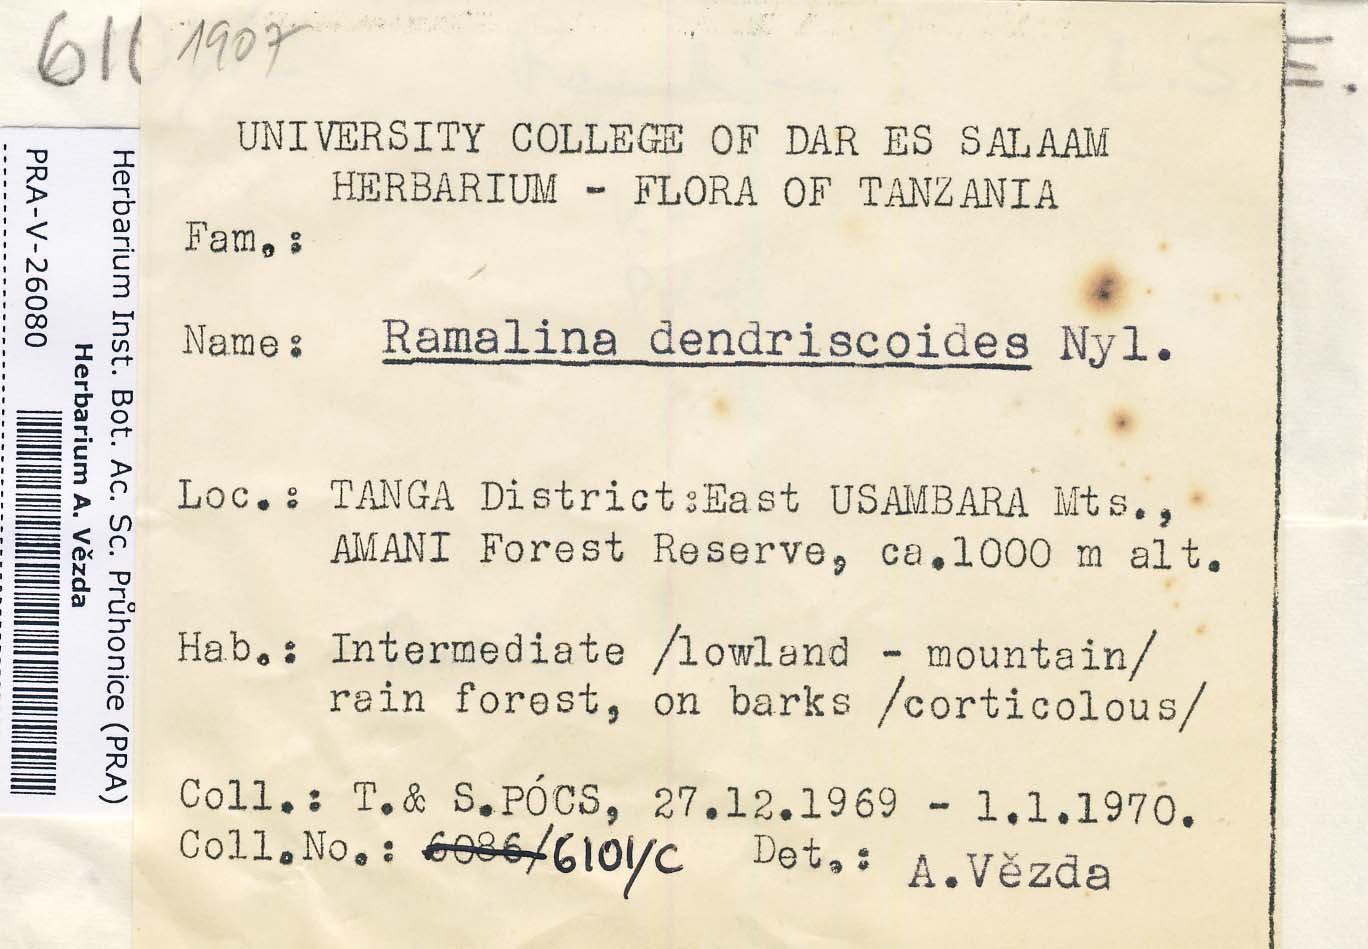 1907
UNIVERSITY COLLEGE OF DAR ES SALAAM
HERBARIUM - FLORA OF TANZANIA
Fam.:
Name: Ramalina dendriscoides Nyl.
Loc.: TANGA District:East USAMBARA Mts.,
AMANI Forest Reserve, ca.1000 m alt.
Hab.: Intermediate /lowland - mountain/
rain forest, on barks /corticolous/
Coll.: T.& S.PÓCS, 27.12.1969 - 1.1.1970.
Coll.No.: 6086/6101/C Det.: A.Vězda
Herbarium Inst. Bot. Ac. Sc. Průhonice (PRA)
Herbarium A. Vězda
PRA-V-26080